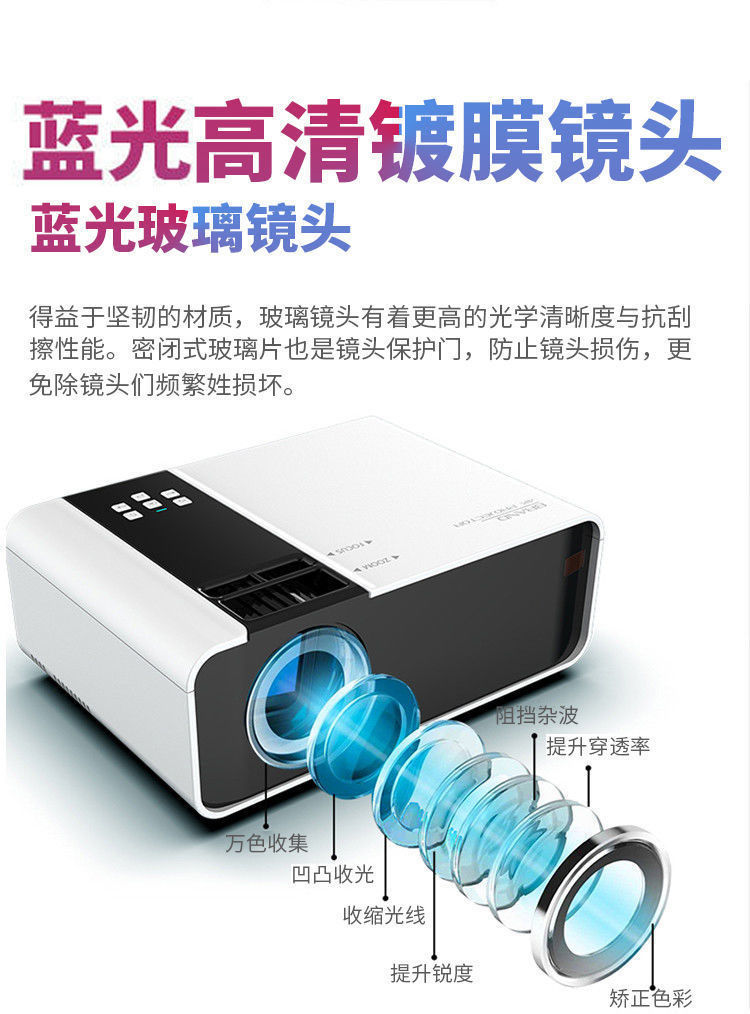 蓝光高清镀膜镜头
蓝光玻璃镜头
得益于坚韧的材质，玻璃镜头有着更高的光学清晰度与抗刮
擦性能。密闭式玻璃片也是镜头保护门，防止镜头损伤，更
免除镜头们频繁姓损坏。
BRAND
4K PROJECTOR
FOCUS
ZOOM
阻挡杂波
提升穿透率
万色收集
凹凸收光
收缩光线
提升锐度
矫正色彩